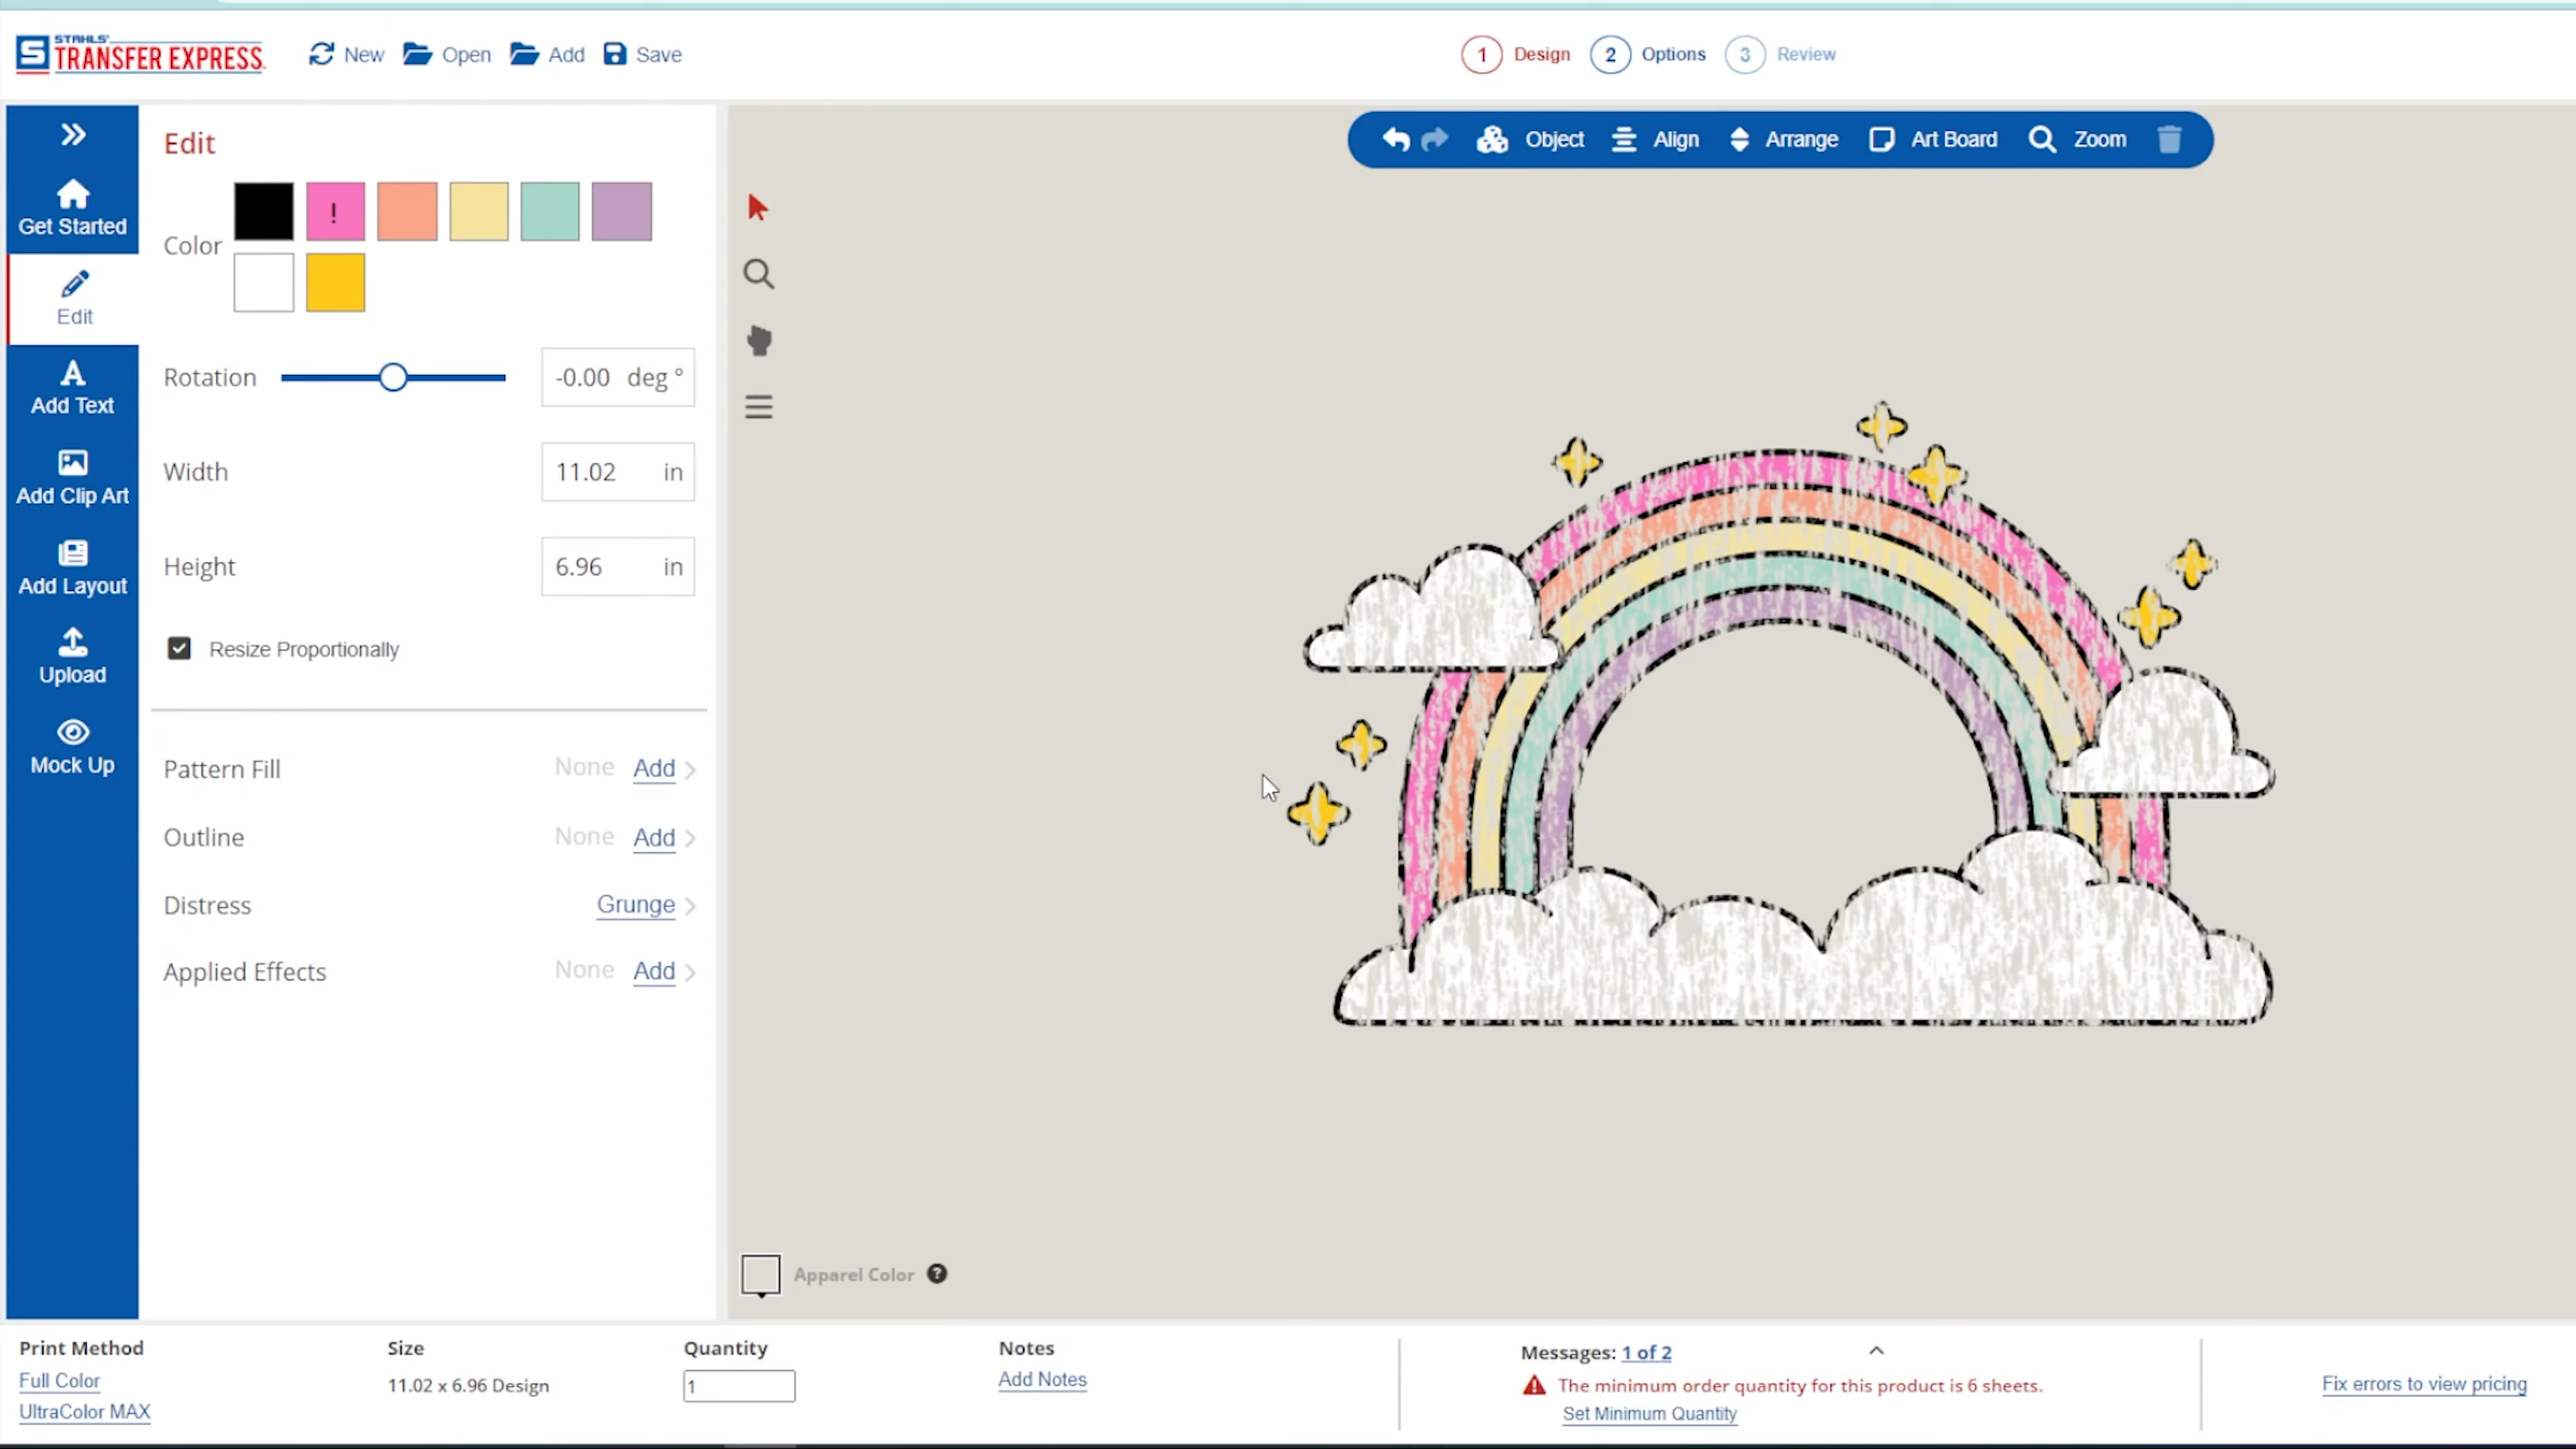 STAHLS'
TRANSFER EXPRESS
New
Open
Add
Save
1 Design
2 Options
3 Review
Get Started
Edit
Add Text
Add Clip Art
Add Layout
Upload
Mock Up
Edit
Color
!
Rotation
-0.00 deg °
Width
11.02 in
Height
6.96 in
Resize Proportionally
Pattern Fill None Add
Outline None Add
Distress Grunge
Applied Effects None Add
Object
Align
Arrange
Art Board
Zoom
Apparel Color ?
Print Method
Full Color
UltraColor MAX
Size
11.02 x 6.96 Design
Quantity
1
Notes
Add Notes
Messages: 1 of 2
The minimum order quantity for this product is 6 sheets.
Set Minimum Quantity
Fix errors to view pricing